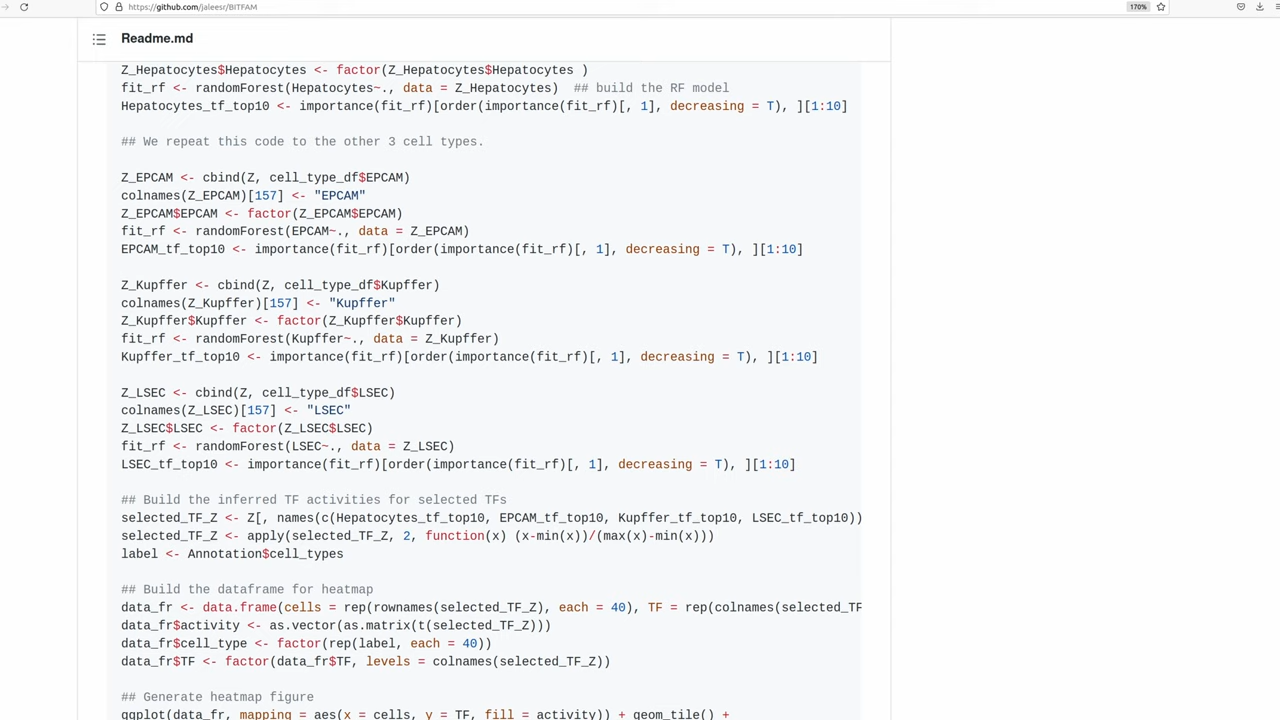 https://github.com/jaleesr/BITFAM
170%
Readme.md
Z_Hepatocytes$Hepatocytes <- factor(Z_Hepatocytes$Hepatocytes )
fit_rf <- randomForest(Hepatocytes~., data = Z_Hepatocytes)  ## build the RF model
Hepatocytes_tf_top10 <- importance(fit_rf)[order(importance(fit_rf)[, 1], decreasing = T), ][1:10]
## We repeat this code to the other 3 cell types.
Z_EPCAM <- cbind(Z, cell_type_df$EPCAM)
colnames(Z_EPCAM)[157] <- "EPCAM"
Z_EPCAM$EPCAM <- factor(Z_EPCAM$EPCAM)
fit_rf <- randomForest(EPCAM~., data = Z_EPCAM)
EPCAM_tf_top10 <- importance(fit_rf)[order(importance(fit_rf)[, 1], decreasing = T), ][1:10]
Z_Kupffer <- cbind(Z, cell_type_df$Kupffer)
colnames(Z_Kupffer)[157] <- "Kupffer"
Z_Kupffer$Kupffer <- factor(Z_Kupffer$Kupffer)
fit_rf <- randomForest(Kupffer~., data = Z_Kupffer)
Kupffer_tf_top10 <- importance(fit_rf)[order(importance(fit_rf)[, 1], decreasing = T), ][1:10]
Z_LSEC <- cbind(Z, cell_type_df$LSEC)
colnames(Z_LSEC)[157] <- "LSEC"
Z_LSEC$LSEC <- factor(Z_LSEC$LSEC)
fit_rf <- randomForest(LSEC~., data = Z_LSEC)
LSEC_tf_top10 <- importance(fit_rf)[order(importance(fit_rf)[, 1], decreasing = T), ][1:10]
## Build the inferred TF activities for selected TFs
selected_TF_Z <- Z[, names(c(Hepatocytes_tf_top10, EPCAM_tf_top10, Kupffer_tf_top10, LSEC_tf_top10))
selected_TF_Z <- apply(selected_TF_Z, 2, function(x) (x-min(x))/(max(x)-min(x)))
label <- Annotation$cell_types
## Build the dataframe for heatmap
data_fr <- data.frame(cells = rep(rownames(selected_TF_Z), each = 40), TF = rep(colnames(selected_TF
data_fr$activity <- as.vector(as.matrix(t(selected_TF_Z)))
data_fr$cell_type <- factor(rep(label, each = 40))
data_fr$TF <- factor(data_fr$TF, levels = colnames(selected_TF_Z))
## Generate heatmap figure
ggplot(data_fr, mapping = aes(x = cells, y = TF, fill = activity)) + geom_tile() +